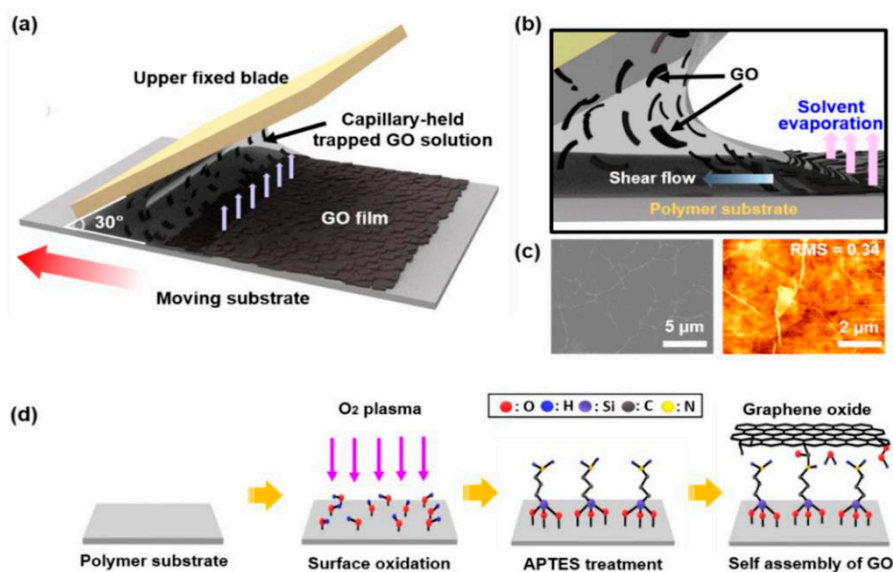 (a)
Upper fixed blade
Capillary-held
trapped GO solution
30°
GO film
Moving substrate
(b)
GO
Solvent
evaporation
Shear flow
Polymer substrate
(c)
5 μm
RMS = 0.34
2 μm
(d)
O₂ plasma
: O : H : Si : C : N
Graphene oxide
Polymer substrate
Surface oxidation
APTES treatment
Self assembly of GO